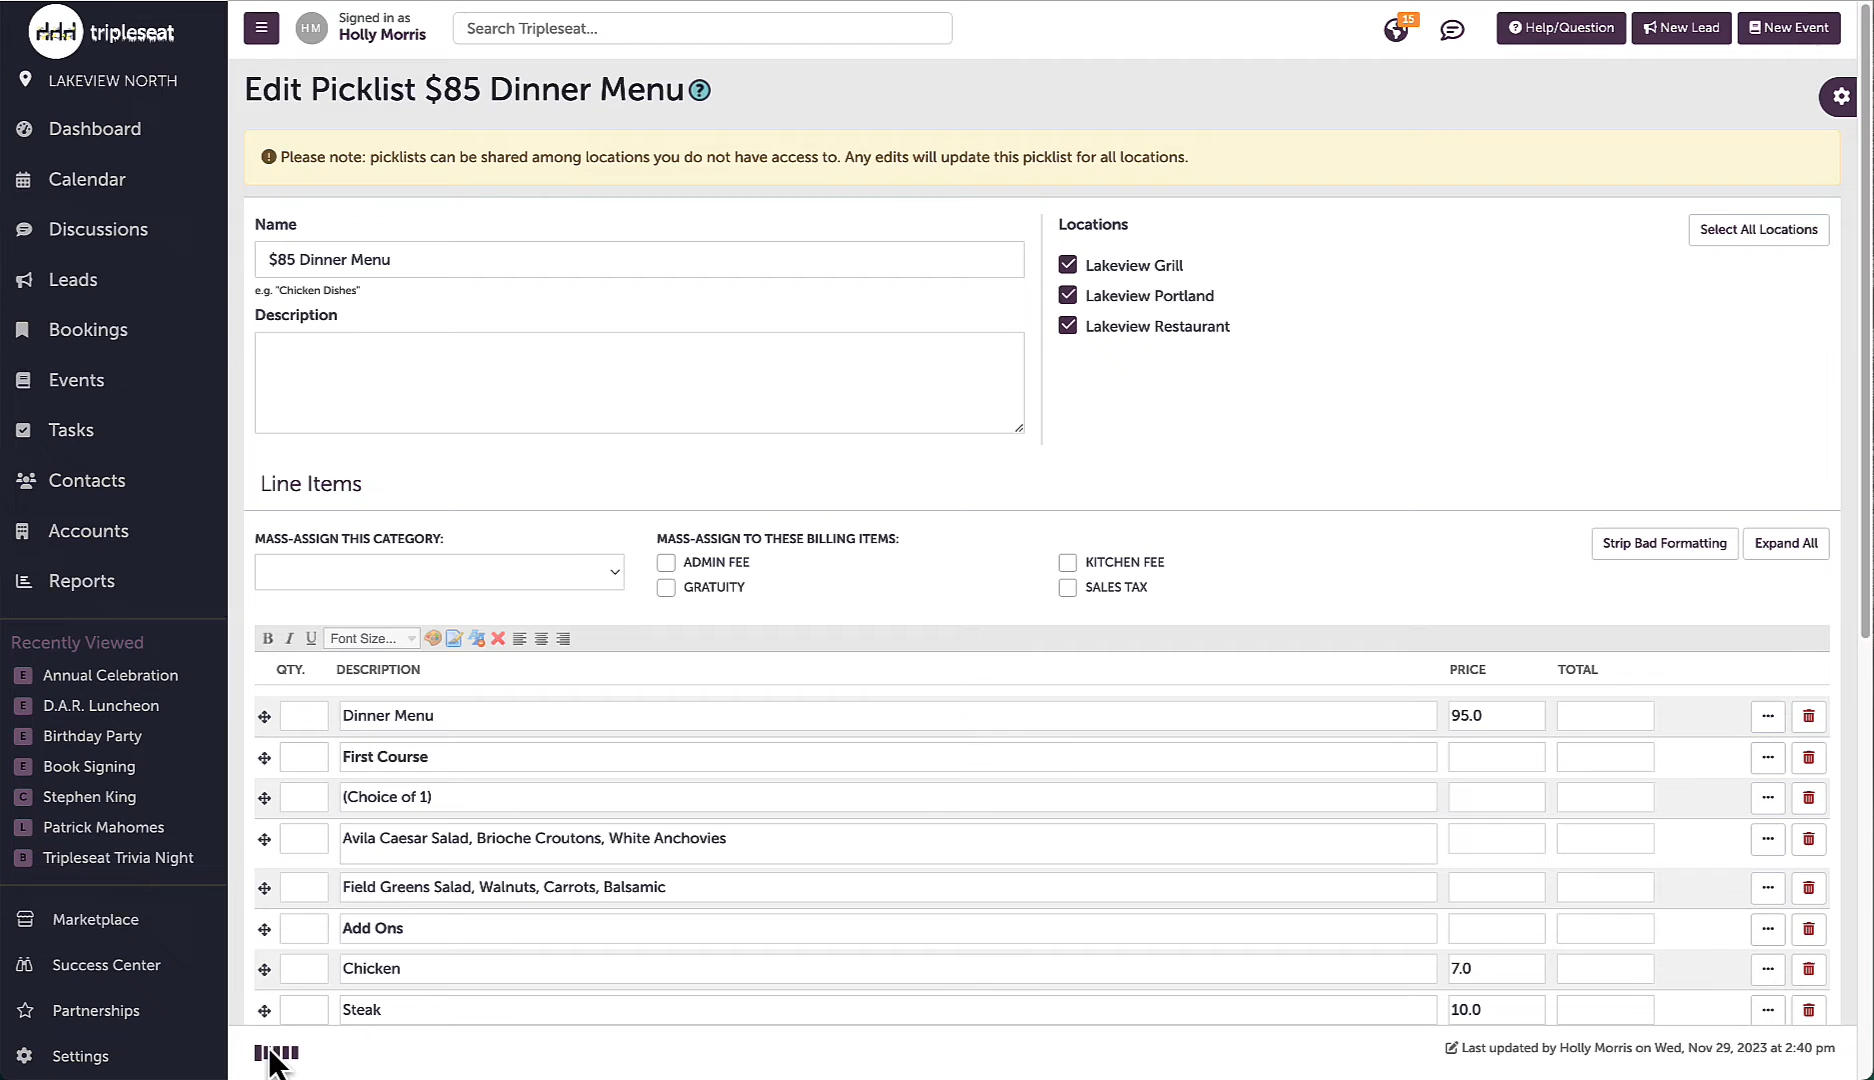 tripleseat
LAKEVIEW NORTH
Dashboard
Calendar
Discussions
Leads
Bookings
Events
Tasks
Contacts
Accounts
Reports
Recently Viewed
E Annual Celebration
E D.A.R. Luncheon
E Birthday Party
E Book Signing
C Stephen King
L Patrick Mahomes
B Tripleseat Trivia Night
Marketplace
Success Center
Partnerships
Settings
HM
Signed in as
Holly Morris
Search Tripleseat...
15
Help/Question
New Lead
New Event
Edit Picklist $85 Dinner Menu
Please note: picklists can be shared among locations you do not have access to. Any edits will update this picklist for all locations.
Name
$85 Dinner Menu
e.g. "Chicken Dishes"
Description
Locations
Select All Locations
Lakeview Grill
Lakeview Portland
Lakeview Restaurant
Line Items
MASS-ASSIGN THIS CATEGORY:
MASS-ASSIGN TO THESE BILLING ITEMS:
ADMIN FEE
KITCHEN FEE
GRATUITY
SALES TAX
Strip Bad Formatting
Expand All
B I U Font Size...
QTY. DESCRIPTION PRICE TOTAL
Dinner Menu 95.0
First Course
(Choice of 1)
Avila Caesar Salad, Brioche Croutons, White Anchovies
Field Greens Salad, Walnuts, Carrots, Balsamic
Add Ons
Chicken 7.0
Steak 10.0
Last updated by Holly Morris on Wed, Nov 29, 2023 at 2:40 pm